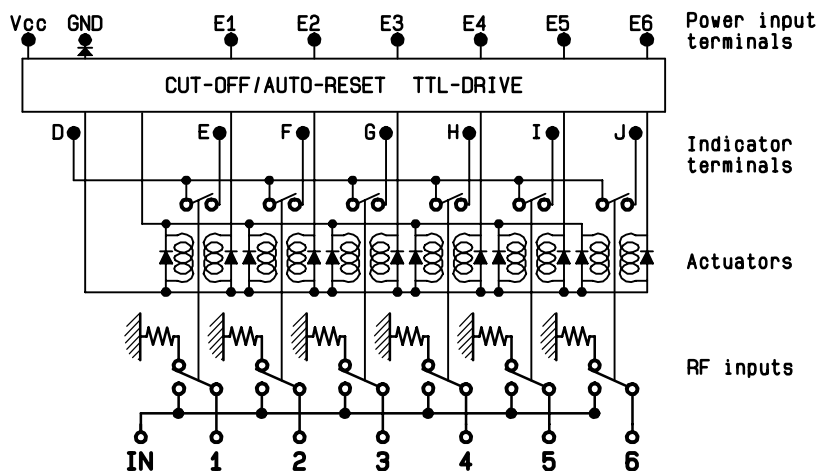 Vcc GND E1 E2 E3 E4 E5 E6 Power input
terminals
CUT-OFF/AUTO-RESET TTL-DRIVE
D E F G H I J Indicator
terminals
Actuators
RF inputs
IN 1 2 3 4 5 6